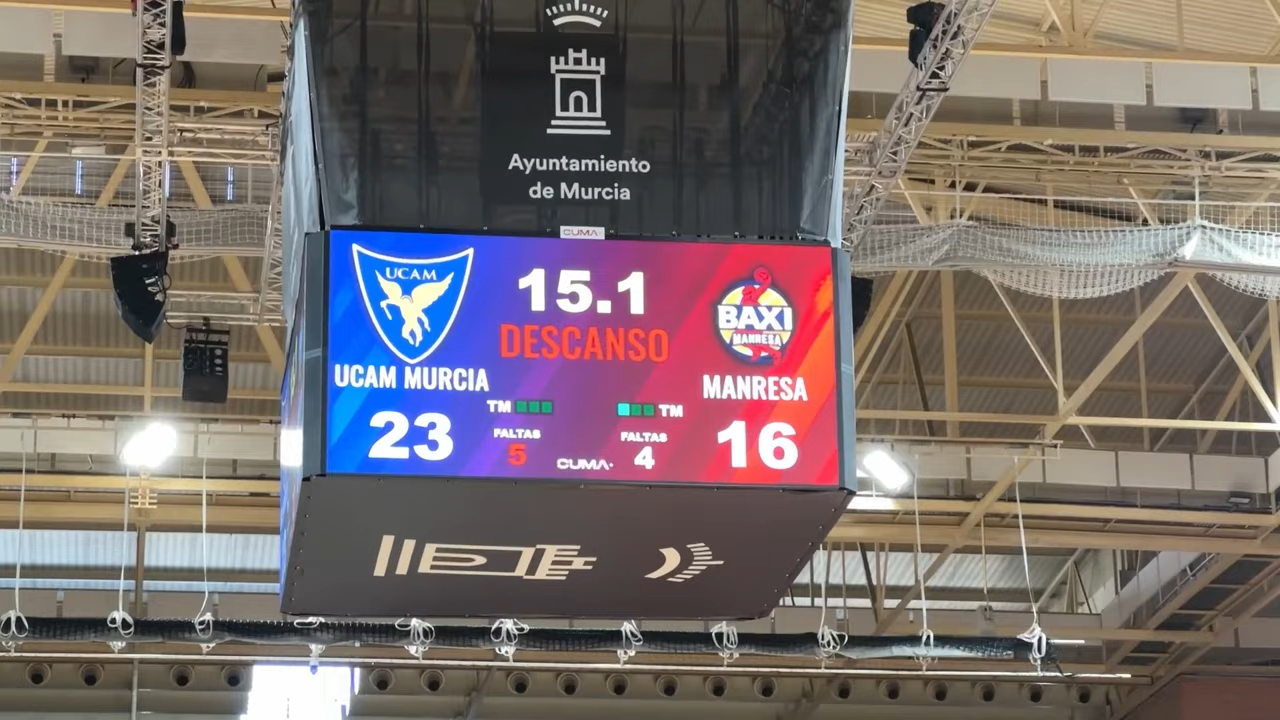 Ayuntamiento
de Murcia
CUMA
UCAM
15.1
BAXI
MANRESA
DESCANSO
UCAM MURCIA
MANRESA
TM
TM
23
FALTAS
5
FALTAS
4
16
CUMA